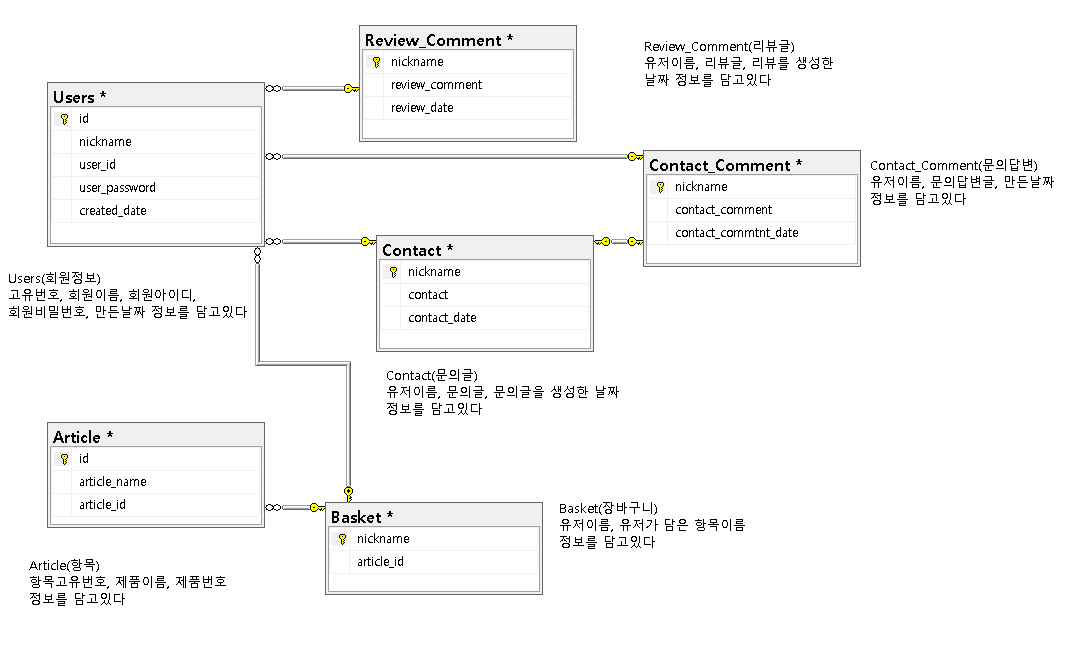 Review_Comment *
nickname
review_comment
review_date
Review_Comment(리뷰글)
유저이름, 리뷰글, 리뷰를 생성한
날짜 정보를 담고있다
Users *
id
nickname
user_id
user_password
created_date
Users(회원정보)
고유번호, 회원이름, 회원아이디,
회원비밀번호, 만든날짜 정보를 담고있다
Contact_Comment *
nickname
contact_comment
contact_commtnt_date
Contact_Comment(문의답변)
유저이름, 문의답변글, 만든날짜
정보를 담고있다
Contact *
nickname
contact
contact_date
Contact(문의글)
유저이름, 문의글, 문의글을 생성한 날짜
정보를 담고있다
Article *
id
article_name
article_id
Article(항목)
항목고유번호, 제품이름, 제품번호
정보를 담고있다
Basket *
nickname
article_id
Basket(장바구니)
유저이름, 유저가 담은 항목이름
정보를 담고있다